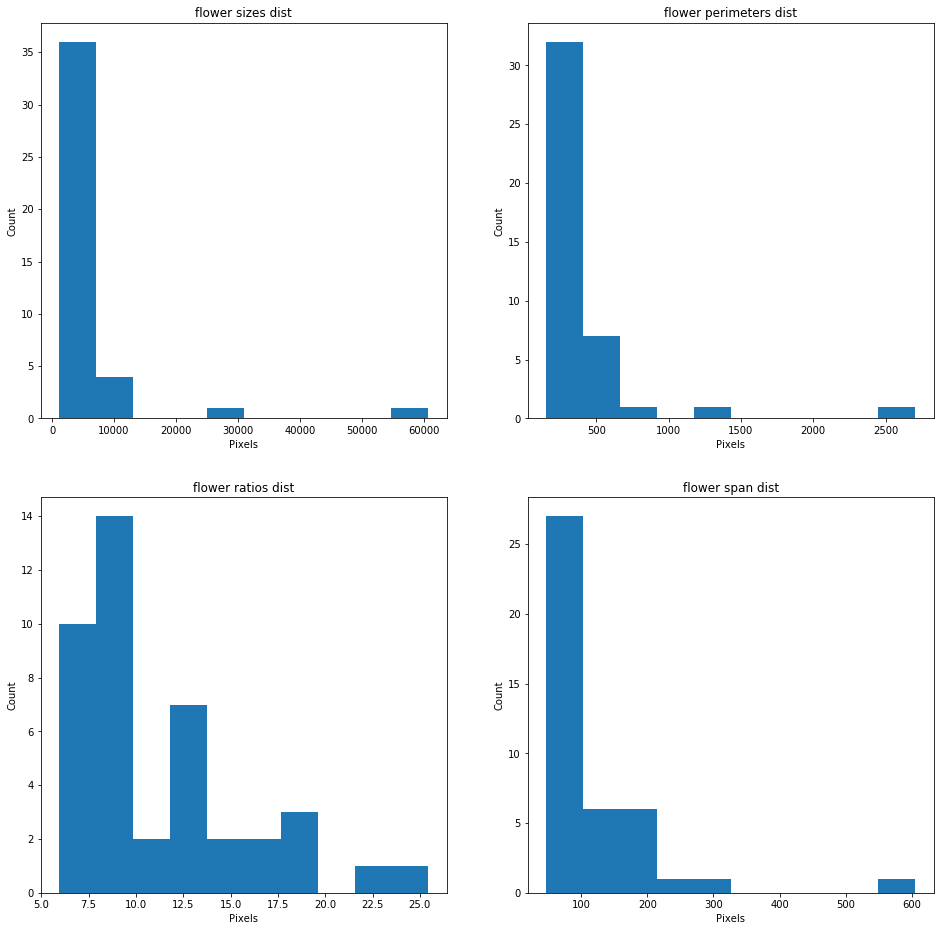 flower sizes dist
35
30
25
20
15
10
5
0
Count
0 10000 20000 30000 40000 50000 60000
Pixels
flower perimeters dist
30
25
20
15
10
5
0
Count
500 1000 1500 2000 2500
Pixels
flower ratios dist
14
12
10
8
6
4
2
0
Count
5.0 7.5 10.0 12.5 15.0 17.5 20.0 22.5 25.0
Pixels
flower span dist
25
20
15
10
5
0
Count
100 200 300 400 500 600
Pixels